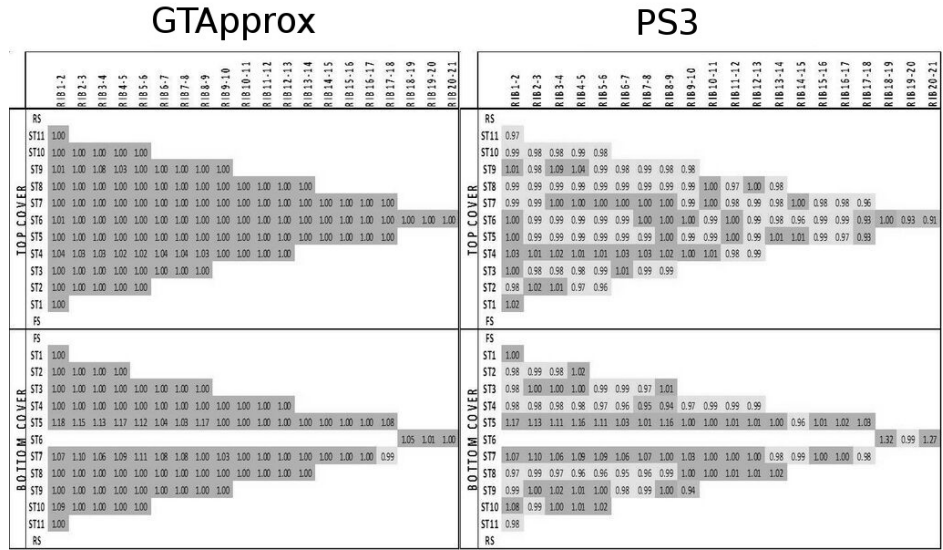 GTApprox
RIB1-2 RIB2-3 RIB3-4 RIB4-5 RIB5-6 RIB6-7 RIB7-8 RIB8-9 RIB9-10 RIB10-11 RIB11-12 RIB12-13 RIB13-14 RIB14-15 RIB15-16 RIB16-17 RIB17-18 RIB18-19 RIB19-20 RIB20-21
TOP COVER
RS
ST11 1.00
ST10 1.00 1.00 1.00 1.00 1.00
ST9 1.01 1.00 1.08 1.03 1.00 1.00 1.00 1.00 1.00
ST8 1.00 1.00 1.00 1.00 1.00 1.00 1.00 1.00 1.00 1.00 1.00 1.00 1.00
ST7 1.00 1.00 1.00 1.00 1.00 1.00 1.00 1.00 1.00 1.00 1.00 1.00 1.00 1.00 1.00 1.00 1.00
ST6 1.01 1.00 1.00 1.00 1.00 1.00 1.00 1.00 1.00 1.00 1.00 1.00 1.00 1.00 1.00 1.00 1.00 1.00 1.00 1.00
ST5 1.00 1.00 1.00 1.00 1.00 1.00 1.00 1.00 1.00 1.00 1.00 1.00 1.00 1.00 1.00 1.00 1.00
ST4 1.04 1.03 1.03 1.02 1.02 1.04 1.04 1.03 1.00 1.00 1.00 1.00
ST3 1.00 1.00 1.00 1.00 1.00 1.00 1.00 1.00
ST2 1.00 1.00 1.00 1.00 1.00
ST1 1.00
FS
BOTTOM COVER
FS
ST1 1.00
ST2 1.00 1.00 1.00 1.00
ST3 1.00 1.00 1.00 1.00 1.00 1.00 1.00 1.00
ST4 1.00 1.00 1.00 1.00 1.00 1.00 1.00 1.00 1.00 1.00 1.00 1.00
ST5 1.18 1.15 1.13 1.17 1.12 1.04 1.03 1.17 1.00 1.00 1.00 1.00 1.00 1.00 1.00 1.00 1.08
ST6 1.05 1.01 1.00
ST7 1.07 1.10 1.06 1.09 1.11 1.08 1.08 1.00 1.03 1.00 1.00 1.00 1.00 1.00 1.00 1.00 0.99
ST8 1.00 1.00 1.00 1.00 1.00 1.00 1.00 1.00 1.00 1.00 1.00 1.00 1.00
ST9 1.00 1.00 1.00 1.00 1.00 1.00 1.00 1.00 1.00
ST10 1.09 1.00 1.00 1.00 1.00
ST11 1.00
RS
PS3
RIB1-2 RIB2-3 RIB3-4 RIB4-5 RIB5-6 RIB6-7 RIB7-8 RIB8-9 RIB9-10 RIB10-11 RIB11-12 RIB12-13 RIB13-14 RIB14-15 RIB15-16 RIB16-17 RIB17-18 RIB18-19 RIB19-20 RIB20-21
TOP COVER
RS
ST11 0.97
ST10 0.99 0.98 0.98 0.99 0.98
ST9 1.01 0.98 1.09 1.04 0.99 0.98 0.99 0.98 0.98
ST8 0.99 0.99 0.99 0.99 0.99 0.99 0.99 0.99 0.99 1.00 0.97 1.00 0.98
ST7 0.99 0.99 1.00 1.00 1.00 1.00 1.00 1.00 0.99 1.00 0.98 0.99 0.98 1.00 0.98 0.98 0.96
ST6 1.00 0.99 0.99 0.99 0.99 0.99 1.00 1.00 1.00 0.99 1.00 0.99 0.98 0.96 0.99 0.99 0.93 1.00 0.93 0.91
ST5 1.00 0.99 0.99 0.99 0.99 0.99 0.99 1.00 0.99 0.99 1.00 0.99 1.01 1.01 0.99 0.97 0.93
ST4 1.04 1.03 1.02 1.01 1.01 1.03 1.03 1.02 1.00 1.01 0.98 0.99
ST3 1.00 0.98 0.98 0.98 0.99 1.01 0.99 0.99
ST2 0.98 1.02 1.01 0.97 0.96
ST1 1.02
FS
BOTTOM COVER
FS
ST1 1.00
ST2 0.98 0.99 0.98 1.02
ST3 0.98 1.00 1.00 1.00 0.99 0.99 0.97 1.01
ST4 0.98 0.98 0.98 0.98 0.97 0.96 0.95 0.94 0.97 0.99 0.99 0.99
ST5 1.17 1.13 1.11 1.16 1.11 1.03 1.01 1.16 1.00 1.00 1.01 1.01 1.00 0.96 1.01 1.02 1.03
ST6 1.32 0.99 1.27
ST7 1.07 1.10 1.06 1.09 1.09 1.06 1.07 1.00 1.03 1.00 1.00 1.00 0.98 0.99 1.00 1.00 0.98
ST8 0.97 0.99 0.97 0.96 0.96 0.95 0.96 0.99 1.00 1.00 1.01 1.01 1.02
ST9 0.99 1.00 1.02 1.01 1.00 0.98 0.99 1.00 0.94
ST10 1.08 0.99 1.00 1.01 1.02
ST11 0.98
RS